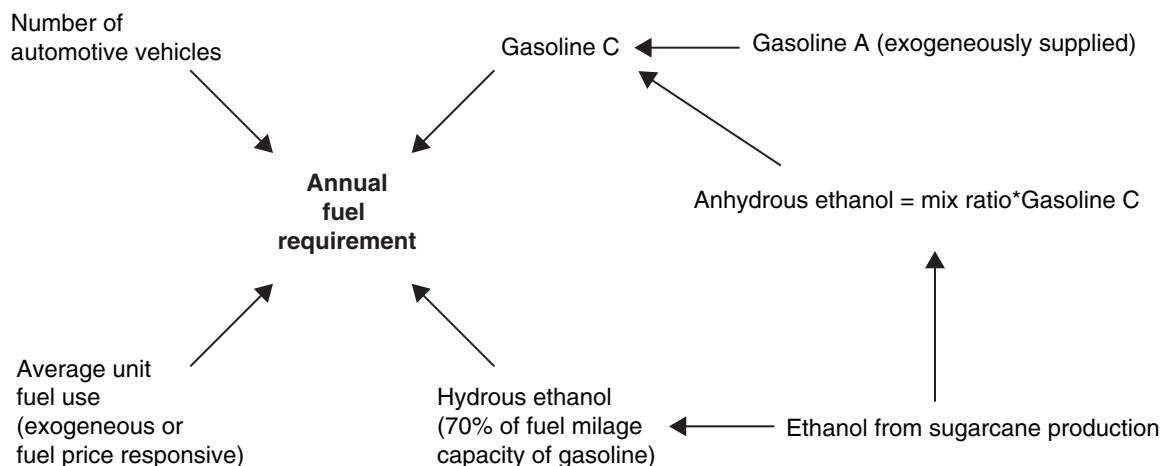 Number of
automotive vehicles
Gasoline C
Gasoline A (exogeneously supplied)
Annual
fuel
requirement
Anhydrous ethanol = mix ratio*Gasoline C
Average unit
fuel use
(exogeneous or
fuel price responsive)
Hydrous ethanol
(70% of fuel milage
capacity of gasoline)
Ethanol from sugarcane production